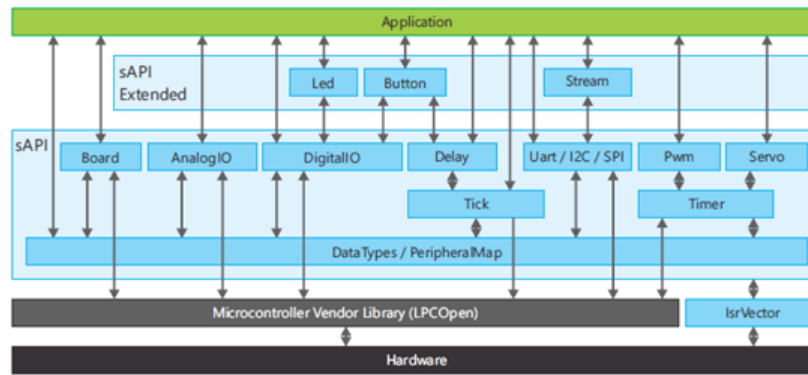 Application
sAPI
Extended
Led
Button
Stream
sAPI
Board
AnalogIO
DigitalIO
Delay
Uart / I2C / SPI
Pwm
Servo
Tick
Timer
DataTypes / PeripheralMap
Microcontroller Vendor Library (LPCOpen)
IsrVector
Hardware